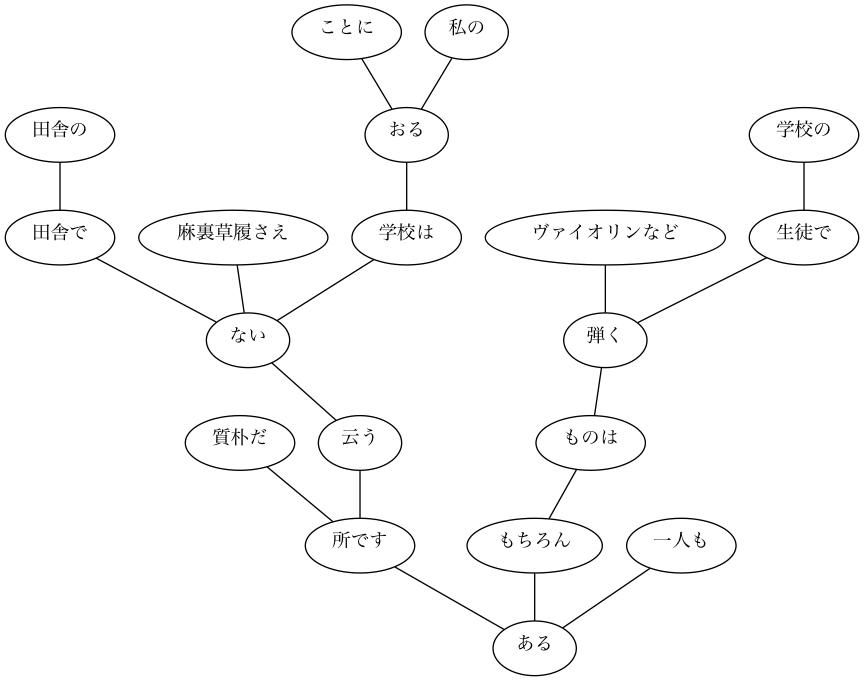 ことに 私の
田舎の おる 学校の
田舎で 麻裏草履さえ 学校は ヴァイオリンなど 生徒で
ない 弾く
質朴だ 云う ものは
所です もちろん 一人も
ある